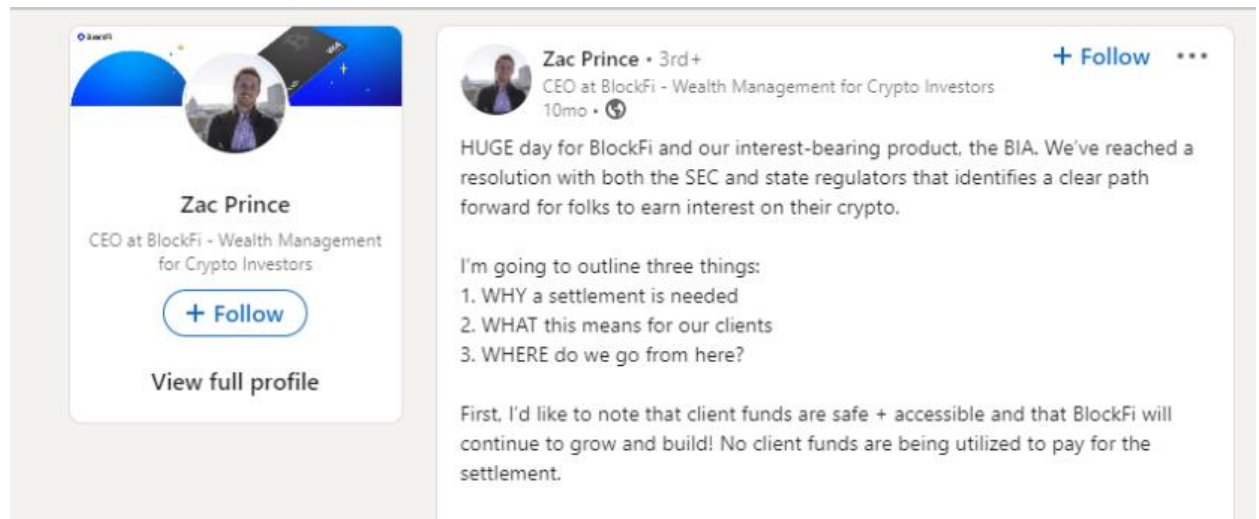 BlockFi
Zac Prince
CEO at BlockFi - Wealth Management
for Crypto Investors
+ Follow
View full profile
Zac Prince • 3rd+
+ Follow
CEO at BlockFi - Wealth Management for Crypto Investors
10mo •
HUGE day for BlockFi and our interest-bearing product, the BIA. We've reached a
resolution with both the SEC and state regulators that identifies a clear path
forward for folks to earn interest on their crypto.
I'm going to outline three things:
1. WHY a settlement is needed
2. WHAT this means for our clients
3. WHERE do we go from here?
First, I'd like to note that client funds are safe + accessible and that BlockFi will
continue to grow and build! No client funds are being utilized to pay for the
settlement.